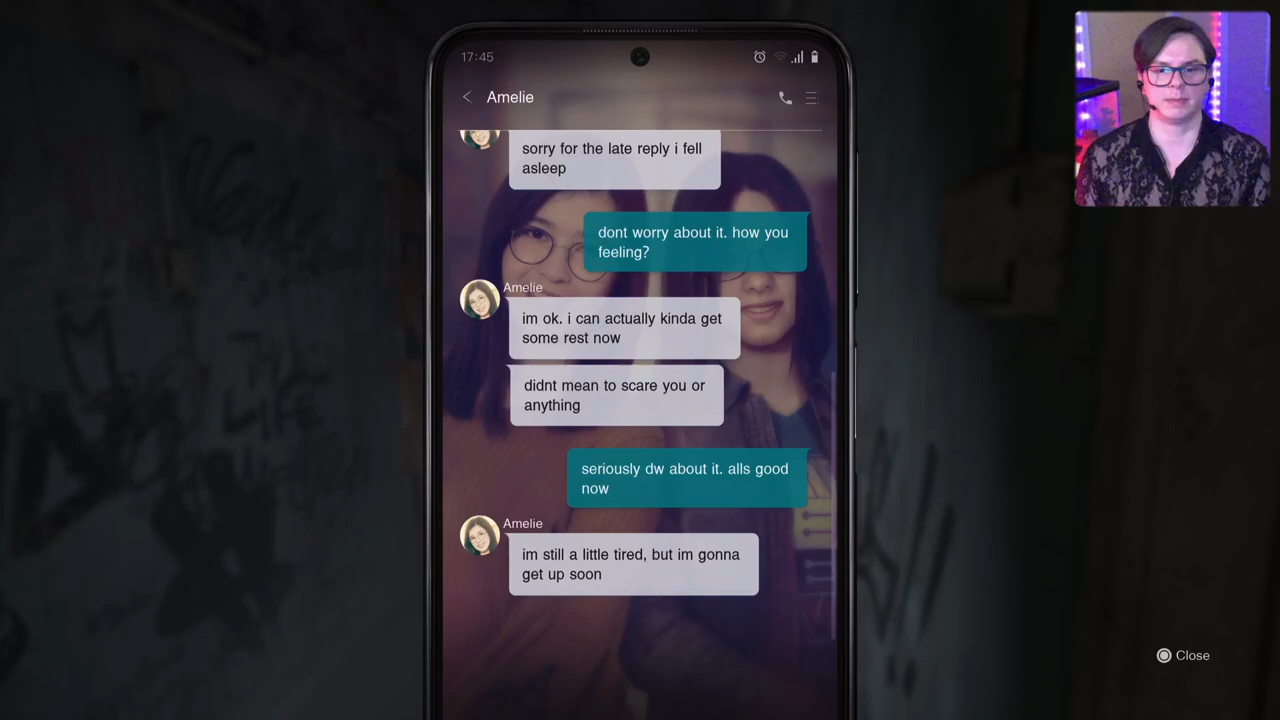 17:45
Amelie
sorry for the late reply i fell
asleep
dont worry about it. how you
feeling?
Amelie
im ok. i can actually kinda get
some rest now
didnt mean to scare you or
anything
seriously dw about it. alls good
now
Amelie
im still a little tired, but im gonna
get up soon
Close